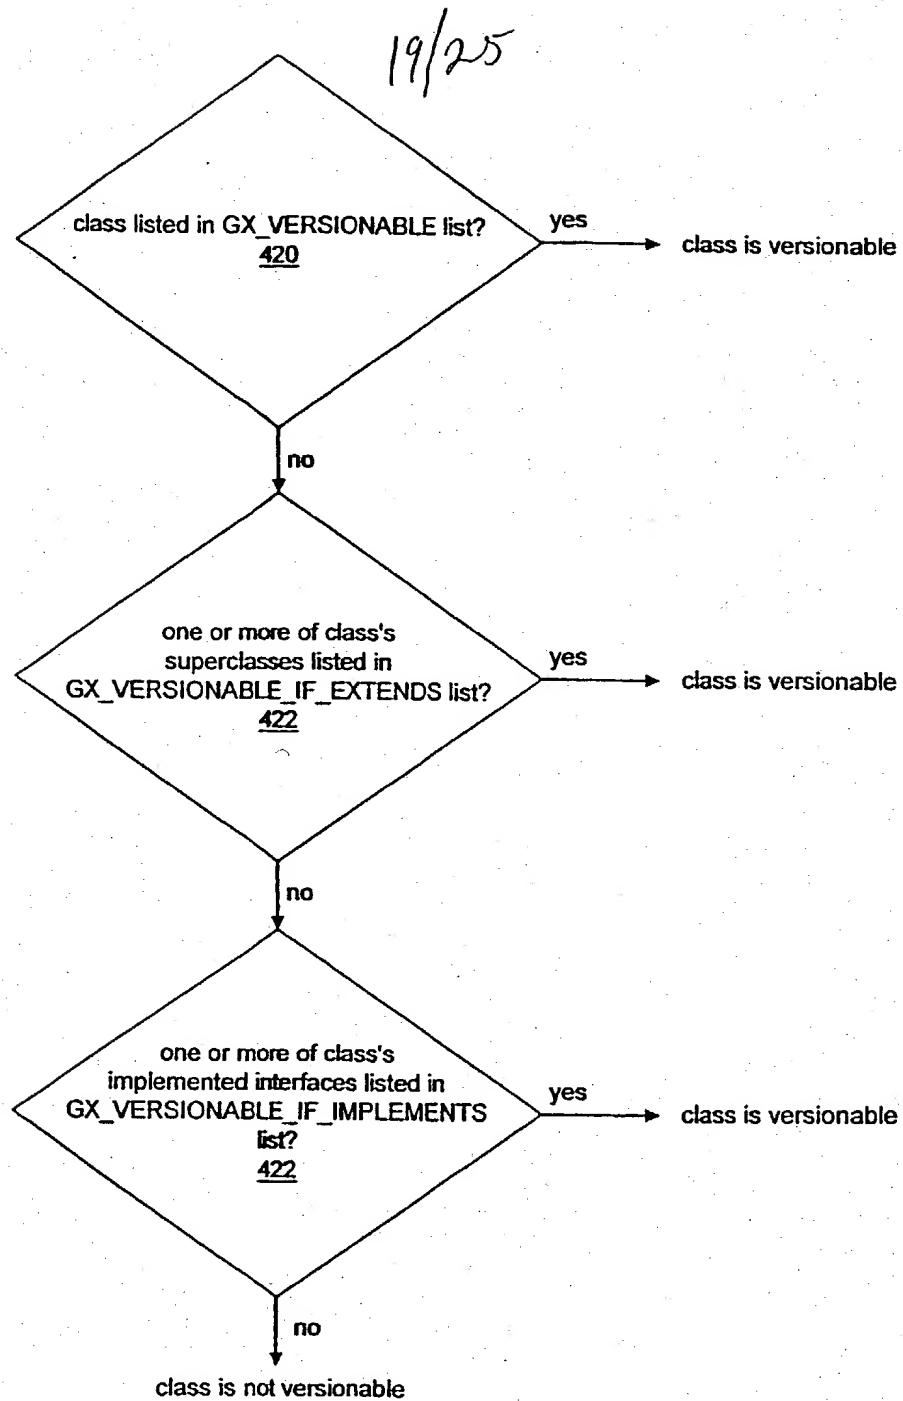 19/25
class listed in GX_VERSIONABLE list?
420
yes
class is versionable
no
one or more of class's
superclasses listed in
GX_VERSIONABLE_IF_EXTENDS list?
422
yes
class is versionable
no
one or more of class's
implemented interfaces listed in
GX_VERSIONABLE_IF_IMPLEMENTS
list?
422
yes
class is versionable
no
class is not versionable